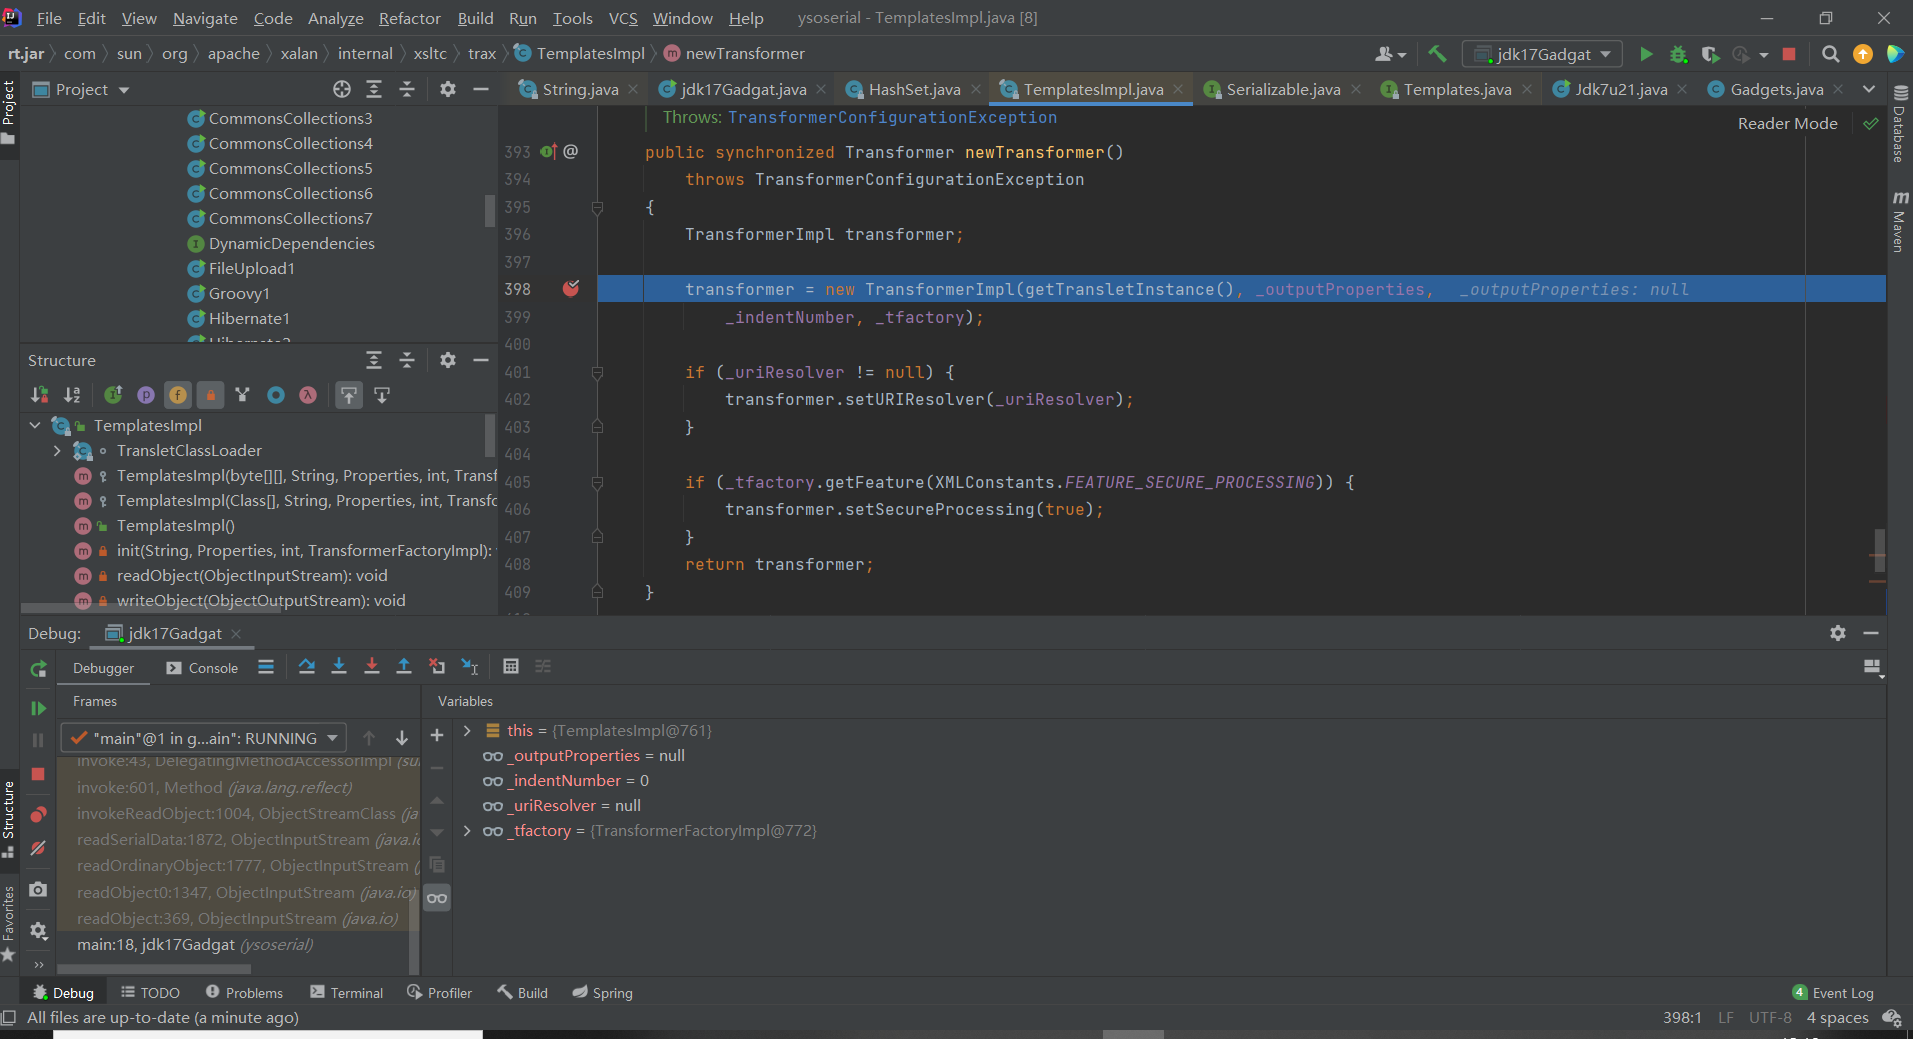 File Edit View Navigate Code Analyze Refactor Build Run Tools VCS Window Help ysoserial - TemplatesImpl.java [8]
rt.jar com sun org apache xalan internal xsltc trax TemplatesImpl newTransformer jdk17Gadgat
Project
String.java jdk17Gadgat.java HashSet.java TemplatesImpl.java Serializable.java Templates.java Jdk7u21.java Gadgets.java
CommonsCollections3
CommonsCollections4
CommonsCollections5
CommonsCollections6
CommonsCollections7
DynamicDependencies
FileUpload1
Groovy1
Hibernate1
Hibernate2
Structure
TemplatesImpl
TransletClassLoader
TemplatesImpl(byte[][], String, Properties, int, Transf
TemplatesImpl(Class[], String, Properties, int, Transfo
TemplatesImpl()
init(String, Properties, int, TransformerFactoryImpl):
readObject(ObjectInputStream): void
writeObject(ObjectOutputStream): void
Throws: TransformerConfigurationException
Reader Mode
393 @ public synchronized Transformer newTransformer()
394 throws TransformerConfigurationException
395 {
396 TransformerImpl transformer;
397
398 transformer = new TransformerImpl(getTransletInstance(), _outputProperties, _outputProperties: null
399 _indentNumber, _tfactory);
400
401 if (_uriResolver != null) {
402 transformer.setURIResolver(_uriResolver);
403 }
404
405 if (_tfactory.getFeature(XMLConstants.FEATURE_SECURE_PROCESSING)) {
406 transformer.setSecureProcessing(true);
407 }
408 return transformer;
409 }
Project
Structure
Favorites
Database
Maven
Debug: jdk17Gadgat
Debugger Console
Frames
Variables
"main"@1 in g...ain": RUNNING
invoke:43, DelegatingMethodAccessorImpl (su
invoke:601, Method (java.lang.reflect)
invokeReadObject:1004, ObjectStreamClass (ja
readSerialData:1872, ObjectInputStream (java.io
readOrdinaryObject:1777, ObjectInputStream (
readObject0:1347, ObjectInputStream (java.io)
readObject:369, ObjectInputStream (java.io)
main:18, jdk17Gadgat (ysoserial)
this = {TemplatesImpl@761}
_outputProperties = null
_indentNumber = 0
_uriResolver = null
_tfactory = {TransformerFactoryImpl@772}
Debug TODO Problems Terminal Profiler Build Spring 4 Event Log
All files are up-to-date (a minute ago) 398:1 LF UTF-8 4 spaces